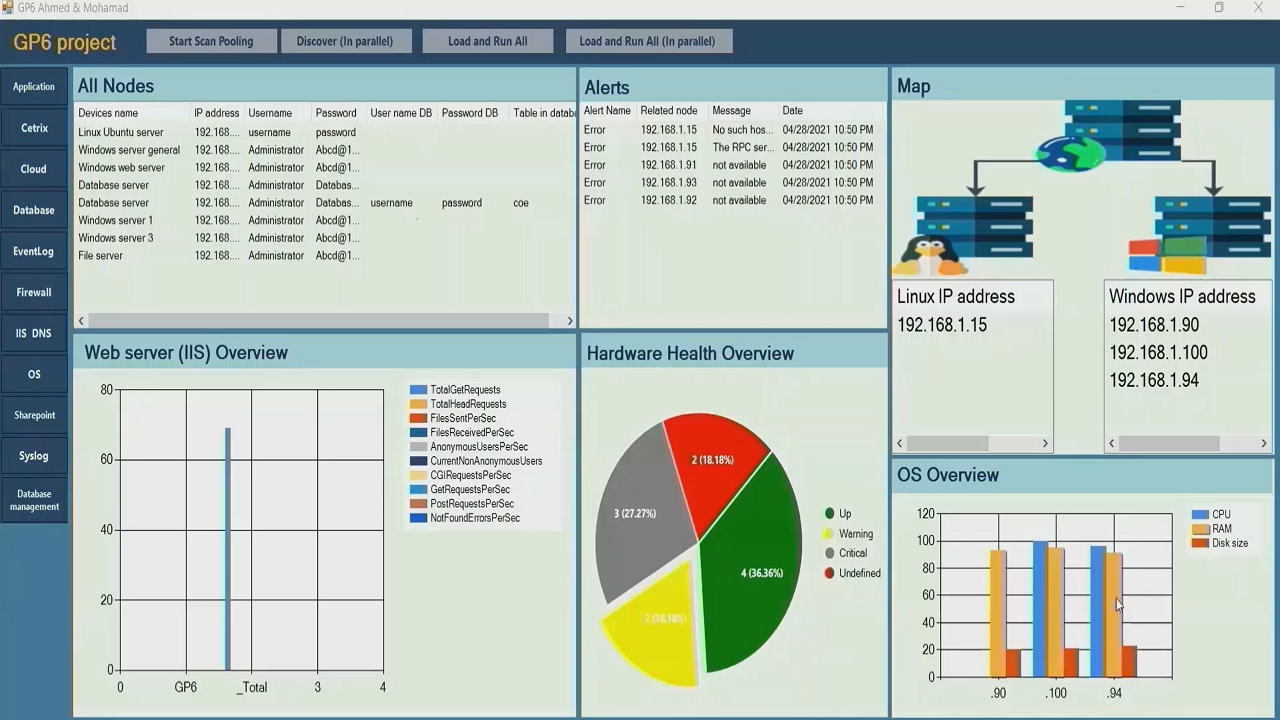 GP6 Ahmed & Mohamad
GP6 project
Start Scan Pooling
Discover (In parallel)
Load and Run All
Load and Run All (In parallel)
Application
Cetrix
Cloud
Database
EventLog
Firewall
IIS DNS
OS
Sharepoint
Syslog
Database
management
All Nodes
Devices name IP address Username Password User name DB Password DB Table in databa
Linux Ubuntu server 192.168.... username password
Windows server general 192.168.... Administrator Abcd@1...
Windows web server 192.168.... Administrator Abcd@1...
Database server 192.168.... Administrator Databas...
Database server 192.168.... Administrator Databas... username password coe
Windows server 1 192.168.... Administrator Abcd@1...
Windows server 3 192.168.... Administrator Abcd@1...
File server 192.168.... Administrator Abcd@1...
Alerts
Alert Name Related node Message Date
Error 192.168.1.15 No such hos... 04/28/2021 10:50 PM
Error 192.168.1.15 The RPC ser... 04/28/2021 10:50 PM
Error 192.168.1.91 not available 04/28/2021 10:50 PM
Error 192.168.1.93 not available 04/28/2021 10:50 PM
Error 192.168.1.92 not available 04/28/2021 10:50 PM
Map
Linux IP address
192.168.1.15
Windows IP address
192.168.1.90
192.168.1.100
192.168.1.94
Web server (IIS) Overview
80
60
40
20
0
0 GP6 _Total 3 4
TotalGetRequests
TotalHeadRequests
FilesSentPerSec
FilesReceivedPerSec
AnonymousUsersPerSec
CurrentNonAnonymousUsers
CGIRequestsPerSec
GetRequestsPerSec
PostRequestsPerSec
NotFoundErrorsPerSec
Hardware Health Overview
2 (18.18%)
3 (27.27%)
4 (36.36%)
2 (18.18%)
Up
Warning
Critical
Undefined
OS Overview
120
100
80
60
40
20
0
.90 .100 .94
CPU
RAM
Disk size